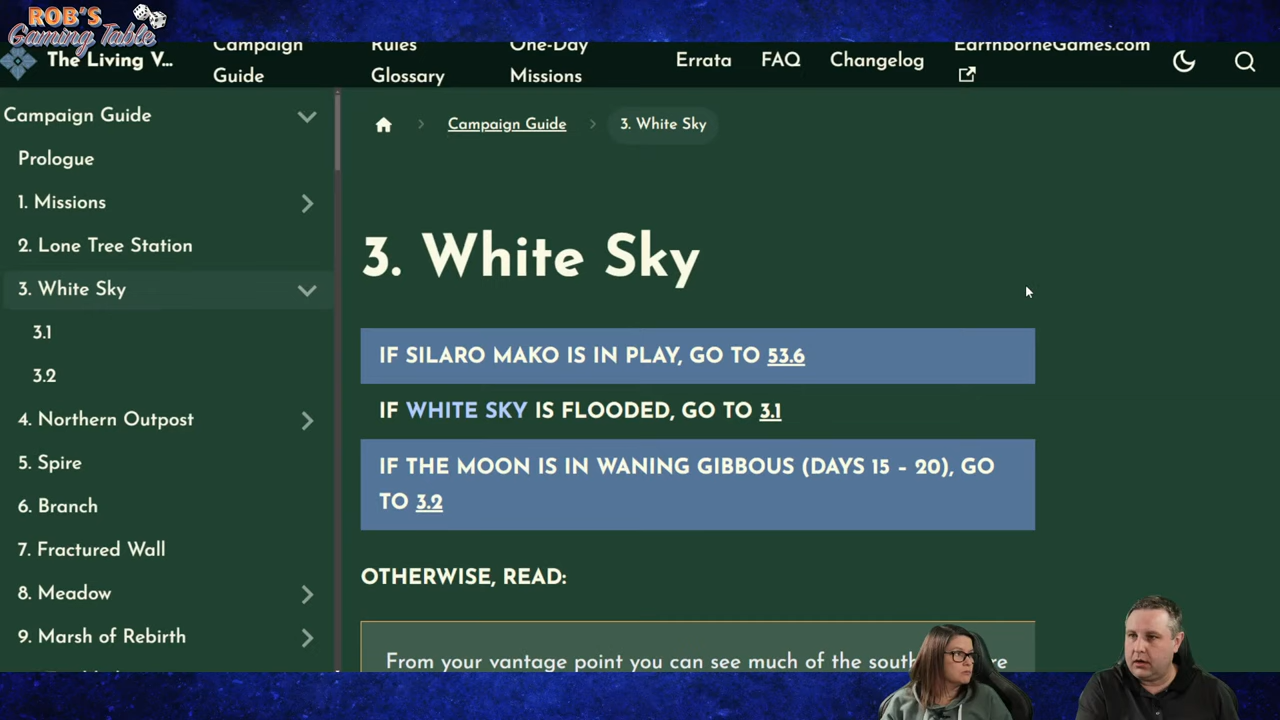 ROB'S
Gaming Table
The Living V...
Campaign
Guide
Rules
Glossary
One-Day
Missions
Errata
FAQ
Changelog
EarthborneGames.com
Campaign Guide
Prologue
1. Missions
2. Lone Tree Station
3. White Sky
3.1
3.2
4. Northern Outpost
5. Spire
6. Branch
7. Fractured Wall
8. Meadow
9. Marsh of Rebirth
Campaign Guide
3. White Sky
3. White Sky
IF SILARO MAKO IS IN PLAY, GO TO 53.6
IF WHITE SKY IS FLOODED, GO TO 3.1
IF THE MOON IS IN WANING GIBBOUS (DAYS 15 – 20), GO
TO 3.2
OTHERWISE, READ:
From your vantage point you can see much of the